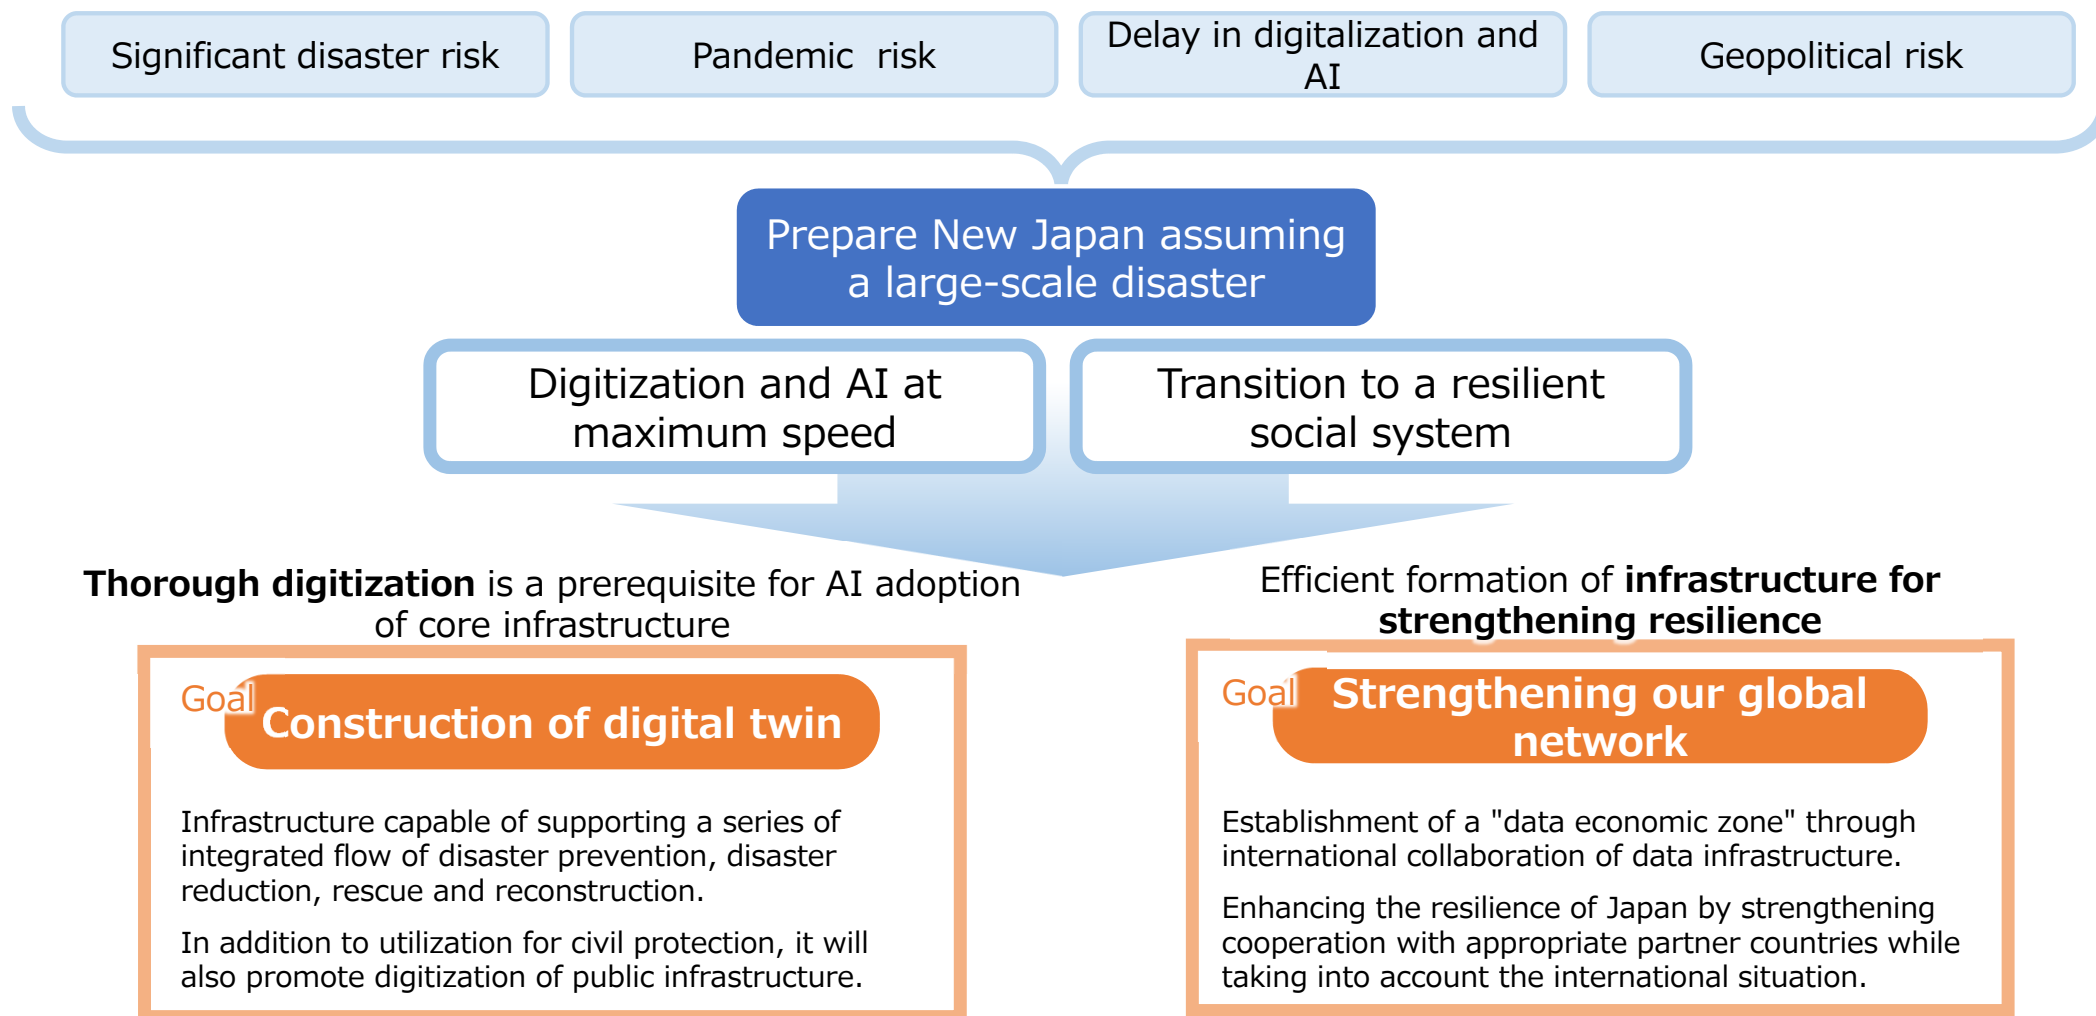 Significant disaster risk
Pandemic risk
Delay in digitalization and
AI
Geopolitical risk
Prepare New Japan assuming
a large-scale disaster
Digitization and AI at
maximum speed
Transition to a resilient
social system
Thorough digitization is a prerequisite for AI adoption
of core infrastructure
Goal
Construction of digital twin
Infrastructure capable of supporting a series of
integrated flow of disaster prevention, disaster
reduction, rescue and reconstruction.
In addition to utilization for civil protection, it will
also promote digitization of public infrastructure.
Efficient formation of infrastructure for
strengthening resilience
Goal
Strengthening our global
network
Establishment of a "data economic zone" through
international collaboration of data infrastructure.
Enhancing the resilience of Japan by strengthening
cooperation with appropriate partner countries while
taking into account the international situation.